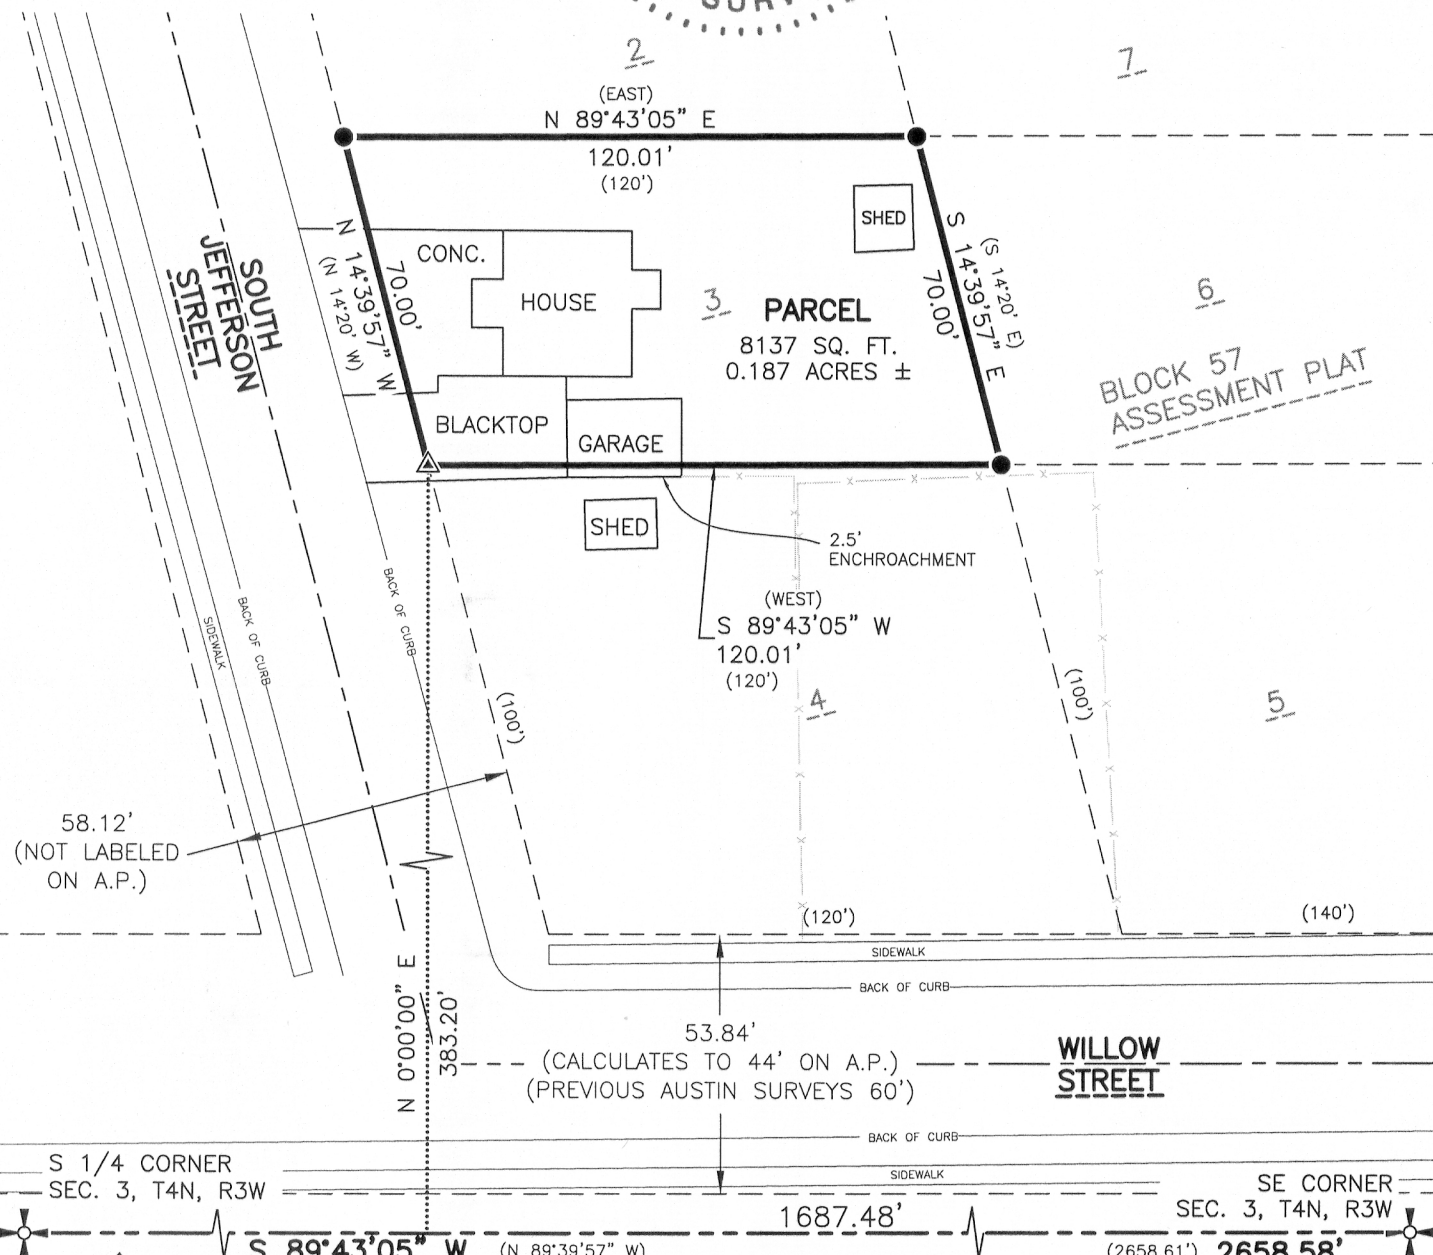 SURV
2
7
(EAST)
N 89°43'05" E
120.01'
(120')
SHED
N 14°39'57" W
(N 14°20' W)
70.00'
CONC.
HOUSE
3
PARCEL
8137 SQ. FT.
0.187 ACRES ±
S 14°39'57" E
(S 14°20' E)
70.00'
6
BLOCK 57
ASSESSMENT PLAT
SOUTH
JEFFERSON
STREET
BLACKTOP
GARAGE
SHED
2.5'
ENCHROACHMENT
(WEST)
S 89°43'05" W
120.01'
(120')
BACK OF CURB
BACK OF CURB
SIDEWALK
(100')
4
(100')
5
58.12'
(NOT LABELED
ON A.P.)
(120')
(140')
SIDEWALK
BACK OF CURB
N 0°00'00" E
383.20'
53.84'
(CALCULATES TO 44' ON A.P.)
(PREVIOUS AUSTIN SURVEYS 60')
WILLOW
STREET
BACK OF CURB
SIDEWALK
S 1/4 CORNER
SEC. 3, T4N, R3W
SE CORNER
SEC. 3, T4N, R3W
1687.48'
S 89°43'05" W
(N 89°39'57" W)
(2658.61')
2658.58'